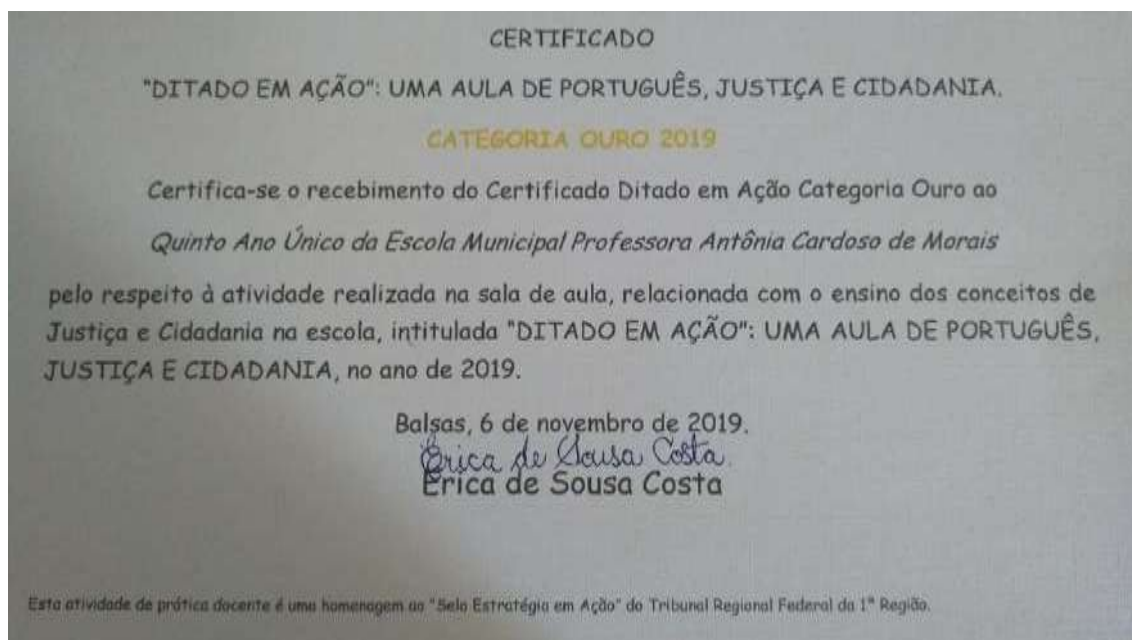 CERTIFICADO
"DITADO EM AÇÃO": UMA AULA DE PORTUGUÊS, JUSTIÇA E CIDADANIA.
CATEGORIA OURO 2019
Certifica-se o recebimento do Certificado Ditado em Ação Categoria Ouro ao
Quinto Ano Único da Escola Municipal Professora Antônia Cardoso de Morais
pelo respeito à atividade realizada na sala de aula, relacionada com o ensino dos conceitos de
Justiça e Cidadania na escola, intitulada "DITADO EM AÇÃO": UMA AULA DE PORTUGUÊS,
JUSTIÇA E CIDADANIA, no ano de 2019.
Balsas, 6 de novembro de 2019.
Erica de Sousa Costa
Erica de Sousa Costa
Esta atividade de prática docente é uma homenagem ao "Selo Estratégia em Ação" do Tribunal Regional Federal da 1ª Região.